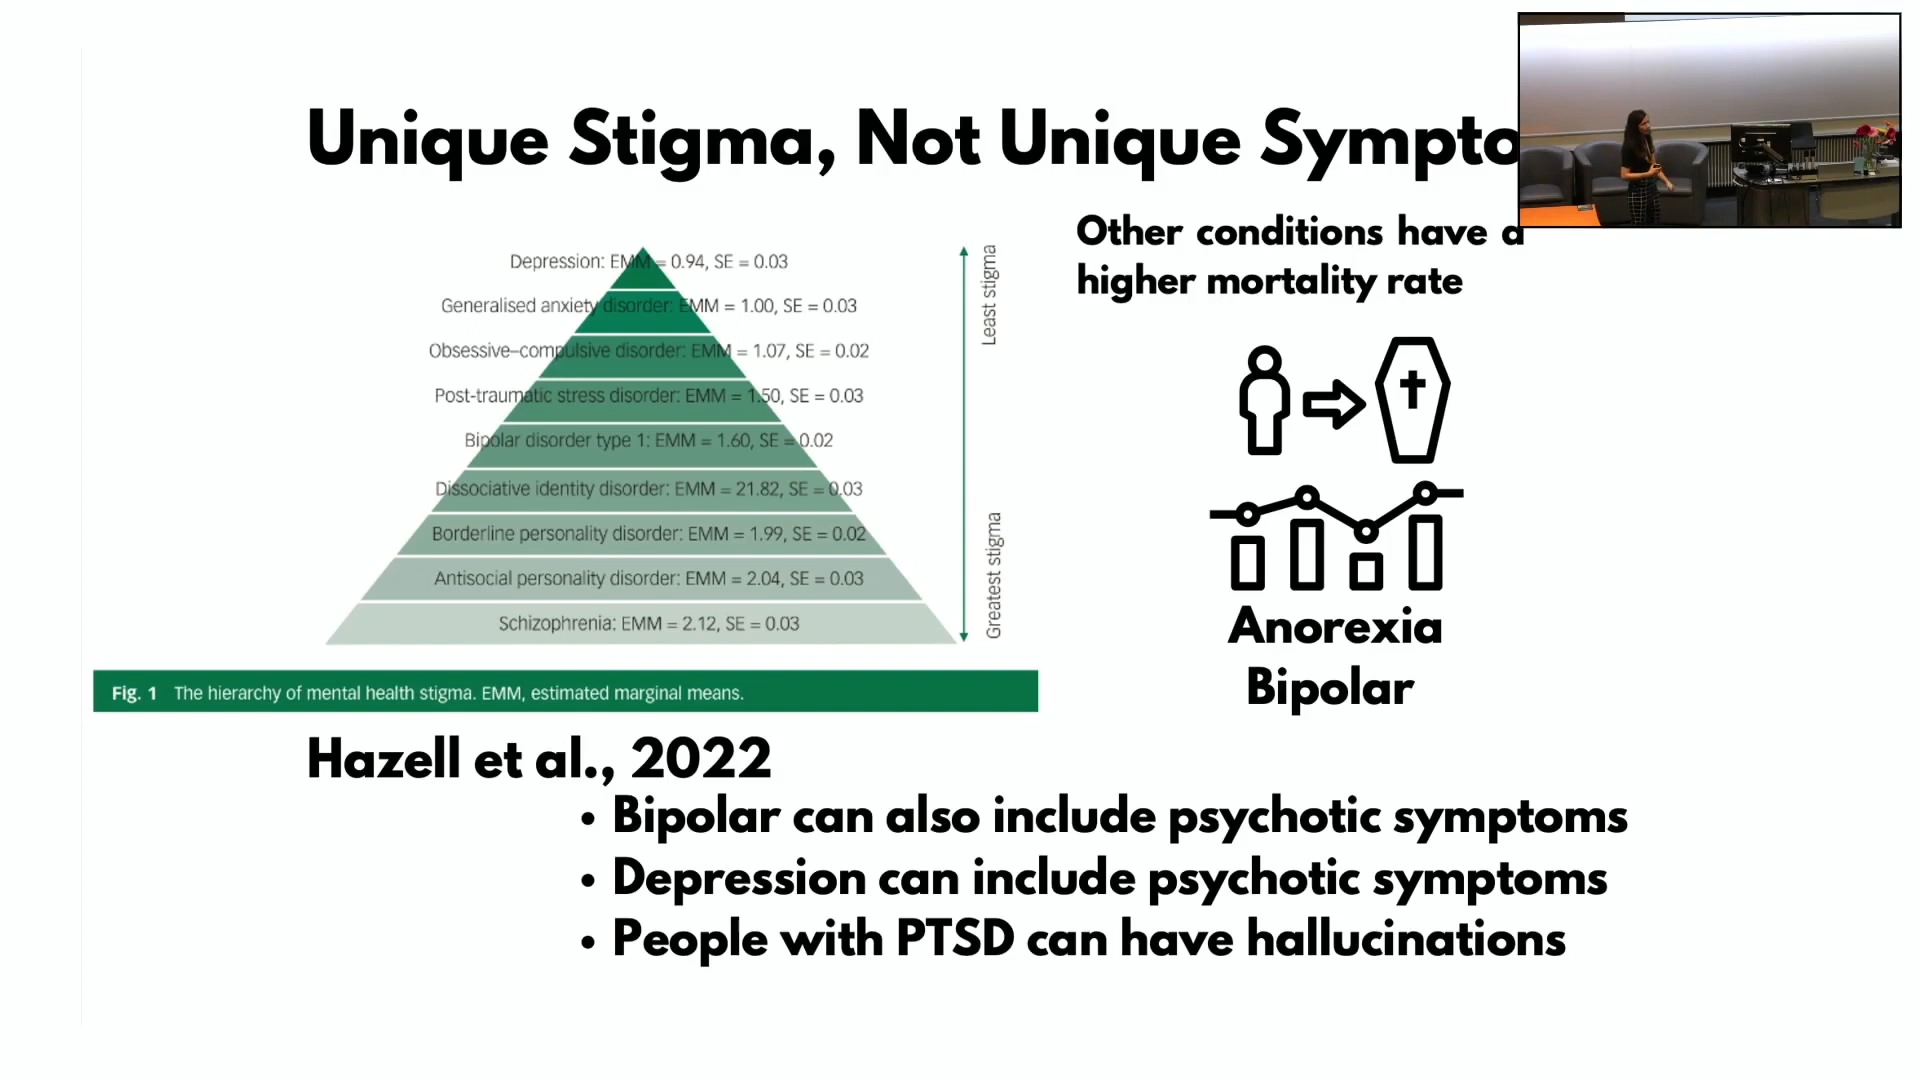 Unique Stigma, Not Unique Sympto
Other conditions have a
higher mortality rate
Depression: EMM = 0.94, SE = 0.03
Generalised anxiety disorder: EMM = 1.00, SE = 0.03
Obsessive–compulsive disorder: EMM = 1.07, SE = 0.02
Post-traumatic stress disorder: EMM = 1.50, SE = 0.03
Bipolar disorder type 1: EMM = 1.60, SE = 0.02
Dissociative identity disorder: EMM = 21.82, SE = 0.03
Borderline personality disorder: EMM = 1.99, SE = 0.02
Antisocial personality disorder: EMM = 2.04, SE = 0.03
Schizophrenia: EMM = 2.12, SE = 0.03
Least stigma
Greatest stigma
Anorexia
Bipolar
Fig. 1 The hierarchy of mental health stigma. EMM, estimated marginal means.
Hazell et al., 2022
• Bipolar can also include psychotic symptoms
• Depression can include psychotic symptoms
• People with PTSD can have hallucinations